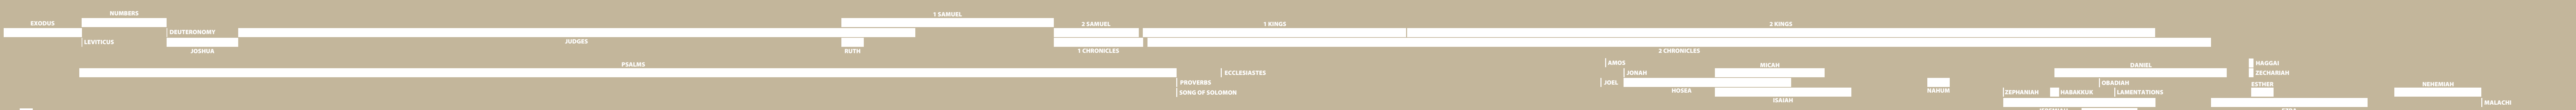 NUMBERS
EXODUS
LEVITICUS
DEUTERONOMY
JOSHUA
JUDGES
1 SAMUEL
RUTH
2 SAMUEL
1 CHRONICLES
1 KINGS
2 KINGS
2 CHRONICLES
PSALMS
ECCLESIASTES
PROVERBS
SONG OF SOLOMON
AMOS
JONAH
JOEL
HOSEA
MICAH
ISAIAH
NAHUM
DANIEL
OBADIAH
ZEPHANIAH
HABAKKUK
LAMENTATIONS
HAGGAI
ZECHARIAH
ESTHER
NEHEMIAH
MALACHI